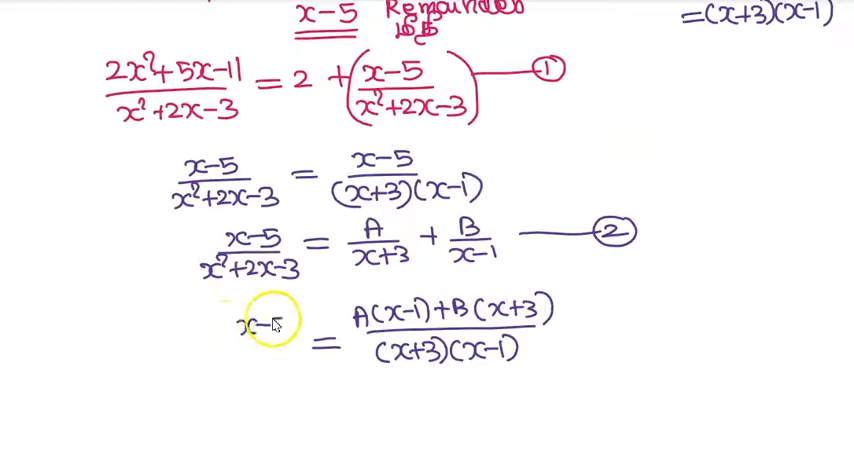 x-5 Remainder
=(x+3)(x-1)
மீதி
(2x²+5x-11)/(x²+2x-3) = 2 + ((x-5)/(x²+2x-3)) — ①
(x-5)/(x²+2x-3) = (x-5)/((x+3)(x-1))
(x-5)/(x²+2x-3) = A/(x+3) + B/(x-1) — ②
x-5 = (A(x-1)+B(x+3))/((x+3)(x-1))